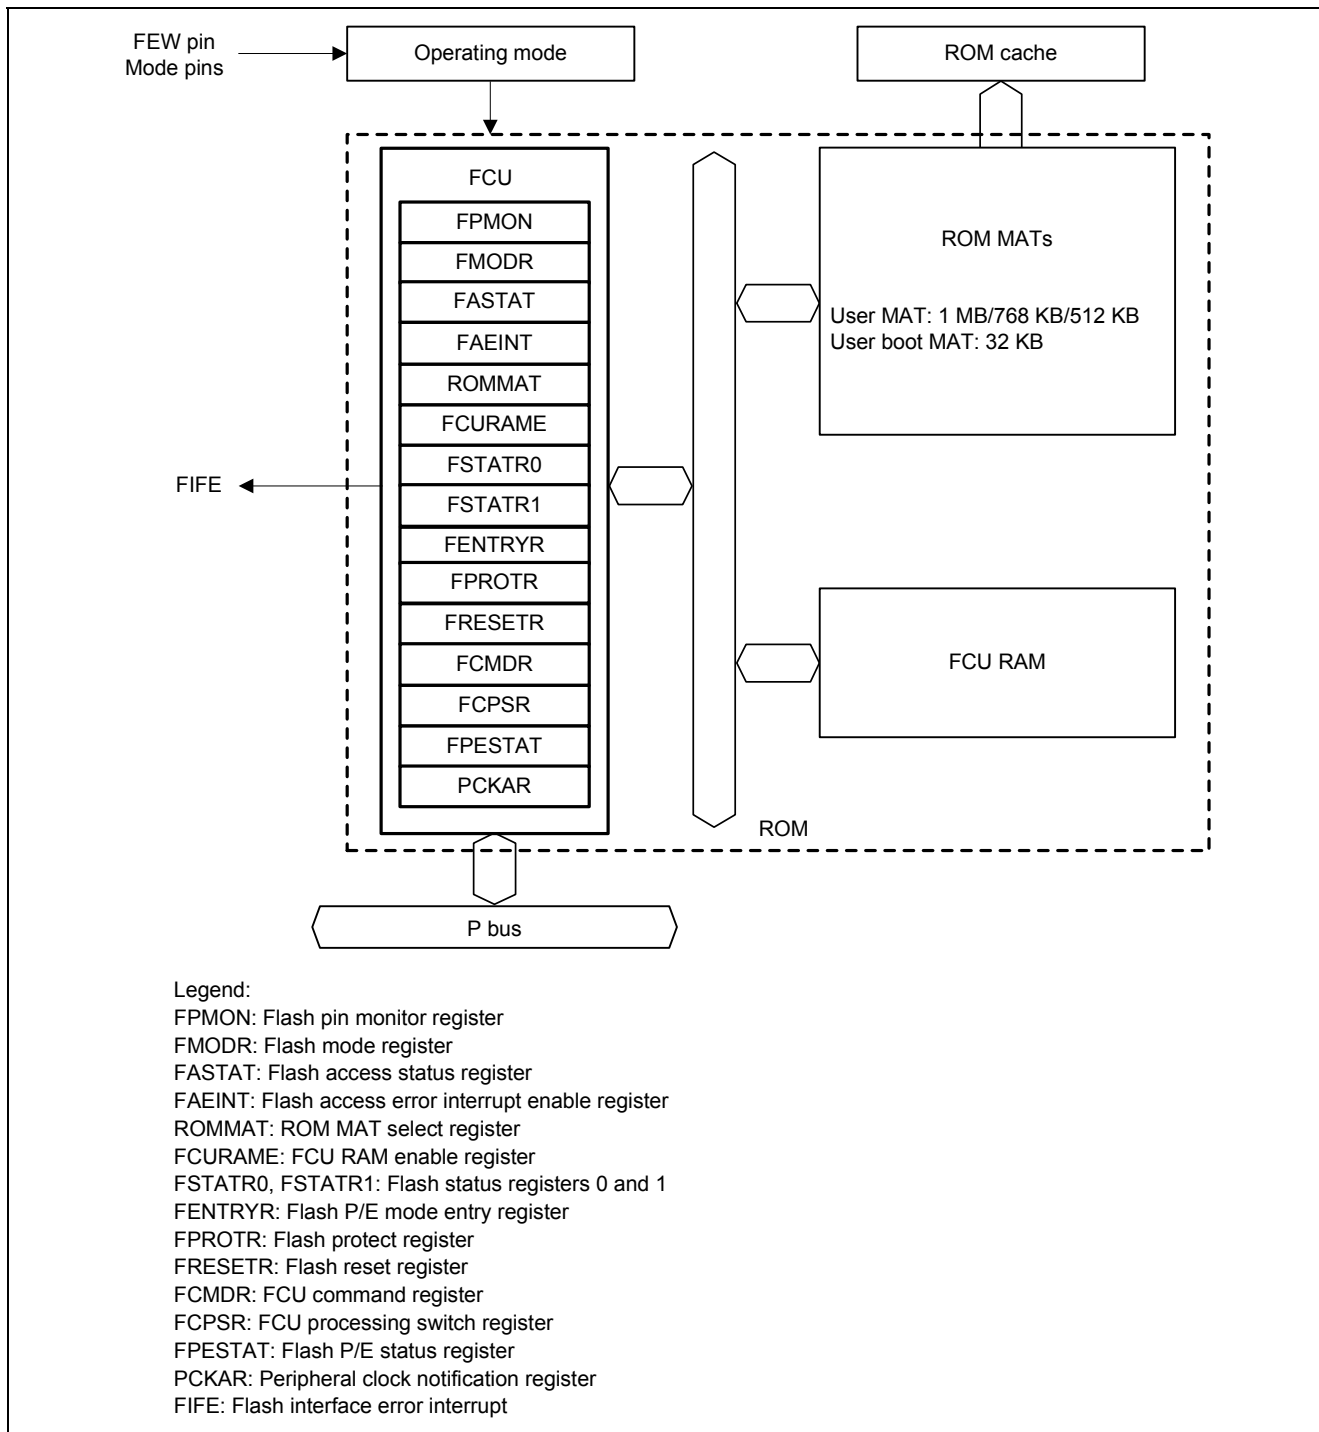 FEW pin
Mode pins
Operating mode
ROM cache
FCU
FPMON
FMODR
FASTAT
FAEINT
ROMMAT
FCURAME
FSTATR0
FSTATR1
FENTRYR
FPROTR
FRESETR
FCMDR
FCPSR
FPESTAT
PCKAR
FIFE
ROM MATs
User MAT: 1 MB/768 KB/512 KB
User boot MAT: 32 KB
FCU RAM
ROM
P bus
Legend:
FPMON: Flash pin monitor register
FMODR: Flash mode register
FASTAT: Flash access status register
FAEINT: Flash access error interrupt enable register
ROMMAT: ROM MAT select register
FCURAME: FCU RAM enable register
FSTATR0, FSTATR1: Flash status registers 0 and 1
FENTRYR: Flash P/E mode entry register
FPROTR: Flash protect register
FRESETR: Flash reset register
FCMDR: FCU command register
FCPSR: FCU processing switch register
FPESTAT: Flash P/E status register
PCKAR: Peripheral clock notification register
FIFE: Flash interface error interrupt